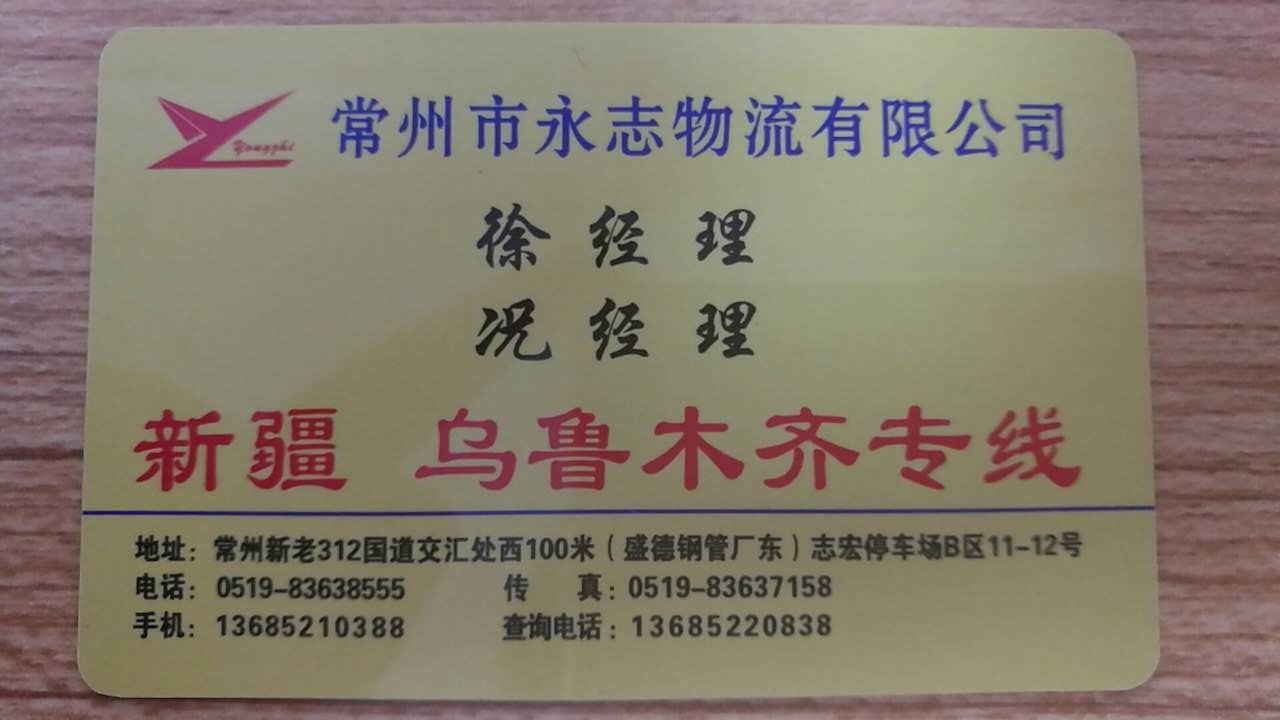 Yongzhi
常州市永志物流有限公司
徐经理
况经理
新疆 乌鲁木齐专线
地址：常州新老312国道交汇处西100米（盛德钢管厂东）志宏停车场B区11-12号
电话：0519-83638555 传 真：0519-83637158
手机：13685210388 查询电话：13685220838